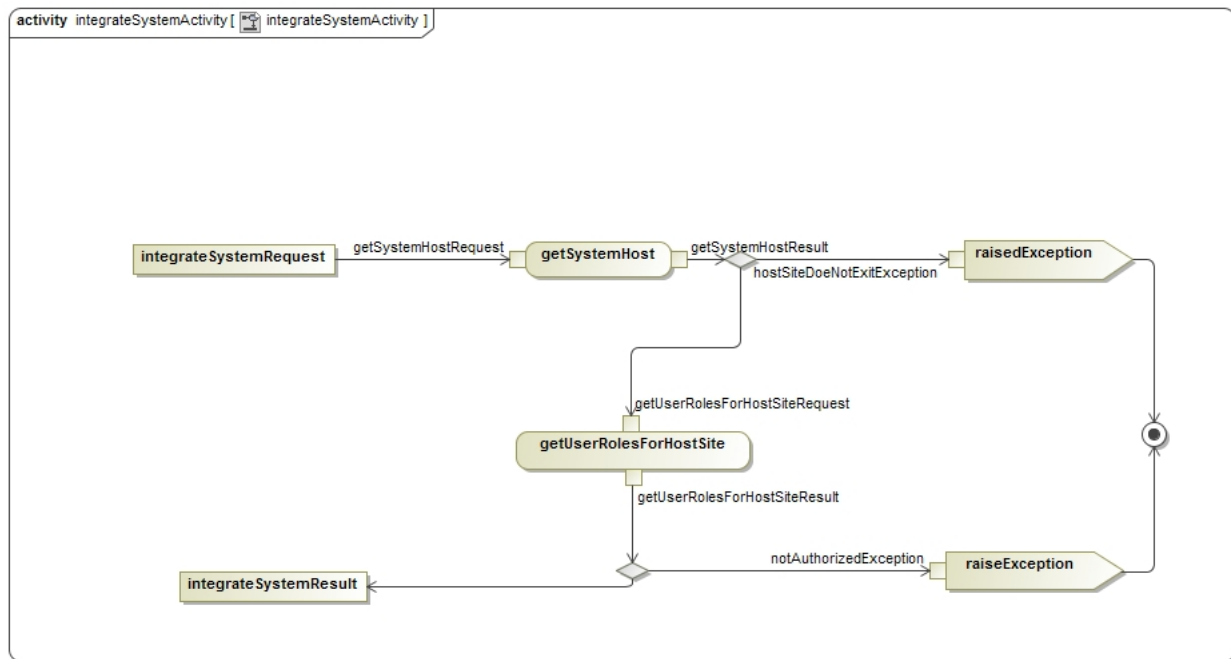 activity integrateSystemActivity [ integrateSystemActivity ]
getSystemHostRequest
getSystemHostResult
integrateSystemRequest
getSystemHost
raisedException
hostSiteDoeNotExitException
getUserRolesForHostSiteRequest
getUserRolesForHostSite
getUserRolesForHostSiteResult
notAuthorizedException
raiseException
integrateSystemResult